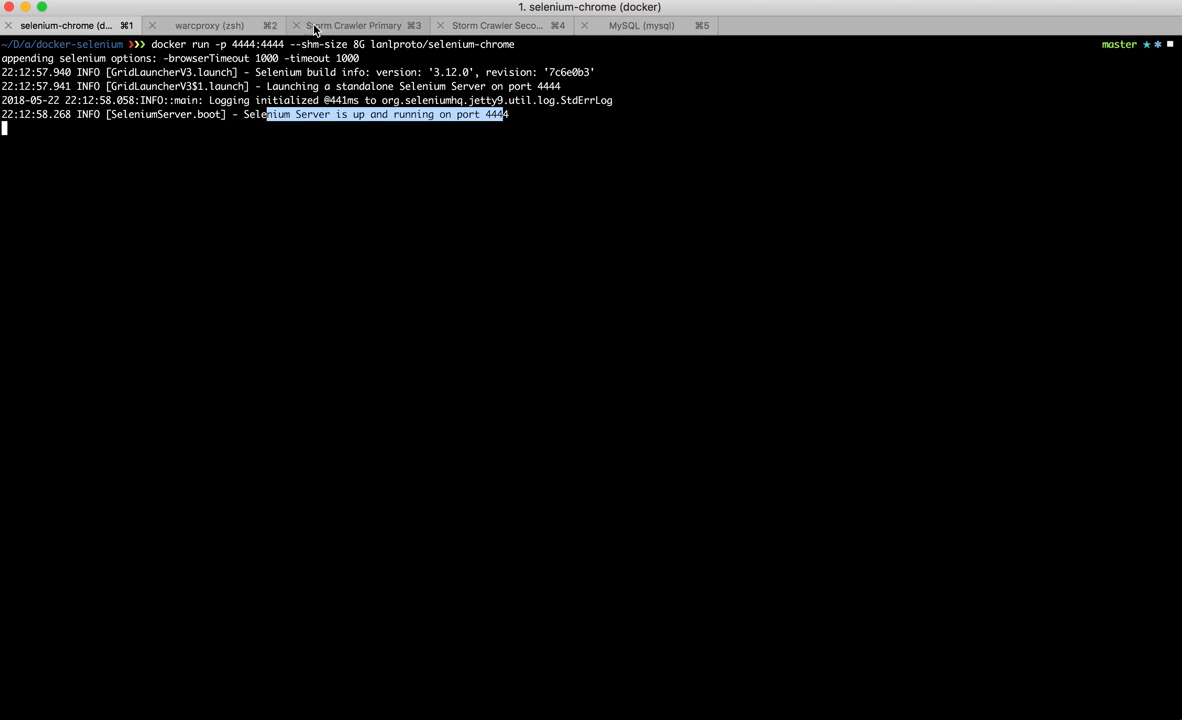 1. selenium-chrome (docker)
selenium-chrome (d... ⌘1 warcproxy (zsh) ⌘2 Storm Crawler Primary ⌘3 Storm Crawler Seco... ⌘4 MySQL (mysql) ⌘5
~/D/a/docker-selenium ❯❯❯ docker run -p 4444:4444 --shm-size 8G lanlproto/selenium-chrome master ★ ✱ ◼
appending selenium options: -browserTimeout 1000 -timeout 1000
22:12:57.940 INFO [GridLauncherV3.launch] - Selenium build info: version: '3.12.0', revision: '7c6e0b3'
22:12:57.941 INFO [GridLauncherV3$1.launch] - Launching a standalone Selenium Server on port 4444
2018-05-22 22:12:58.058:INFO::main: Logging initialized @441ms to org.seleniumhq.jetty9.util.log.StdErrLog
22:12:58.268 INFO [SeleniumServer.boot] - Selenium Server is up and running on port 4444